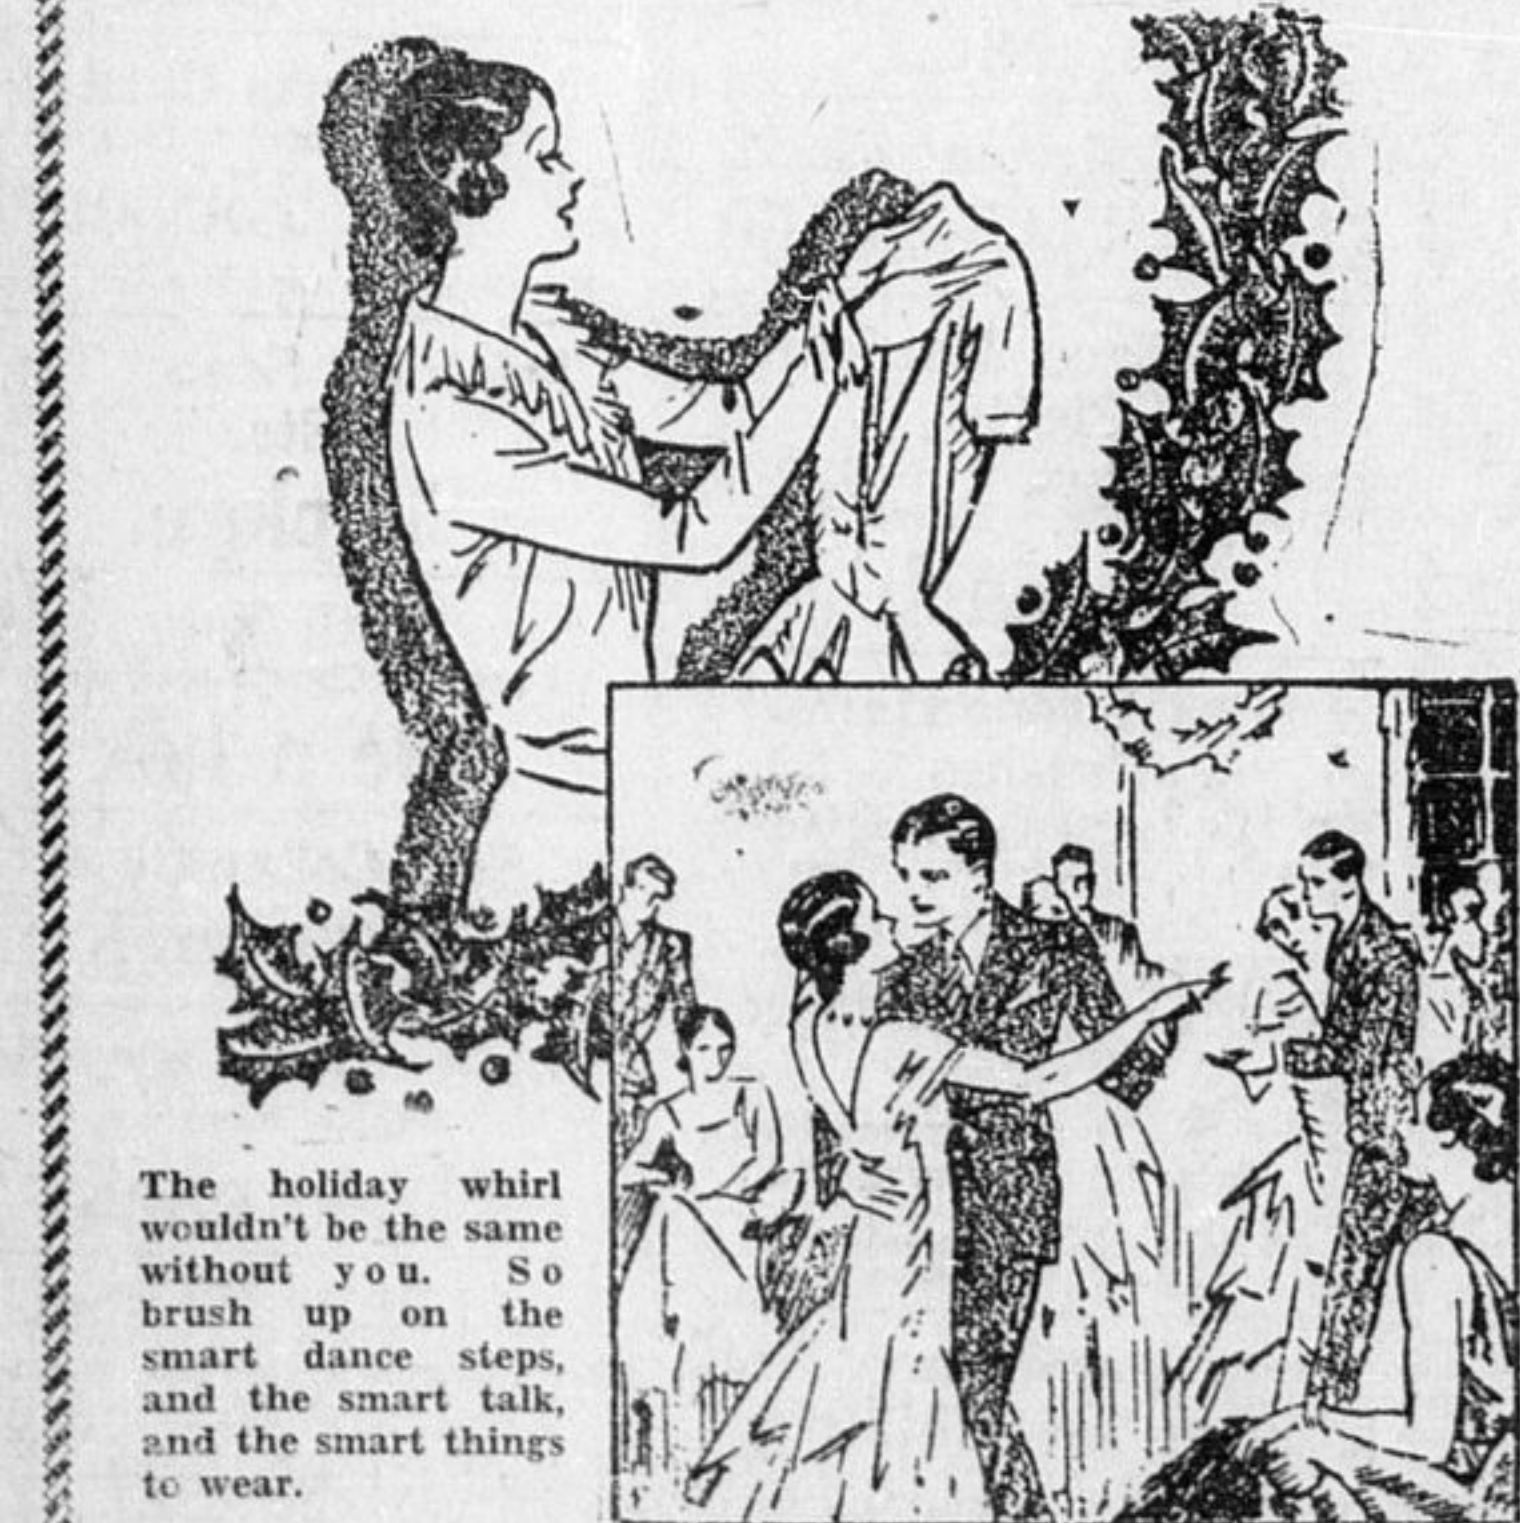 The holiday whirl
wouldn't be the same
without you. So
brush up on the
smart dance steps,
and the smart talk,
and the smart things
to wear.